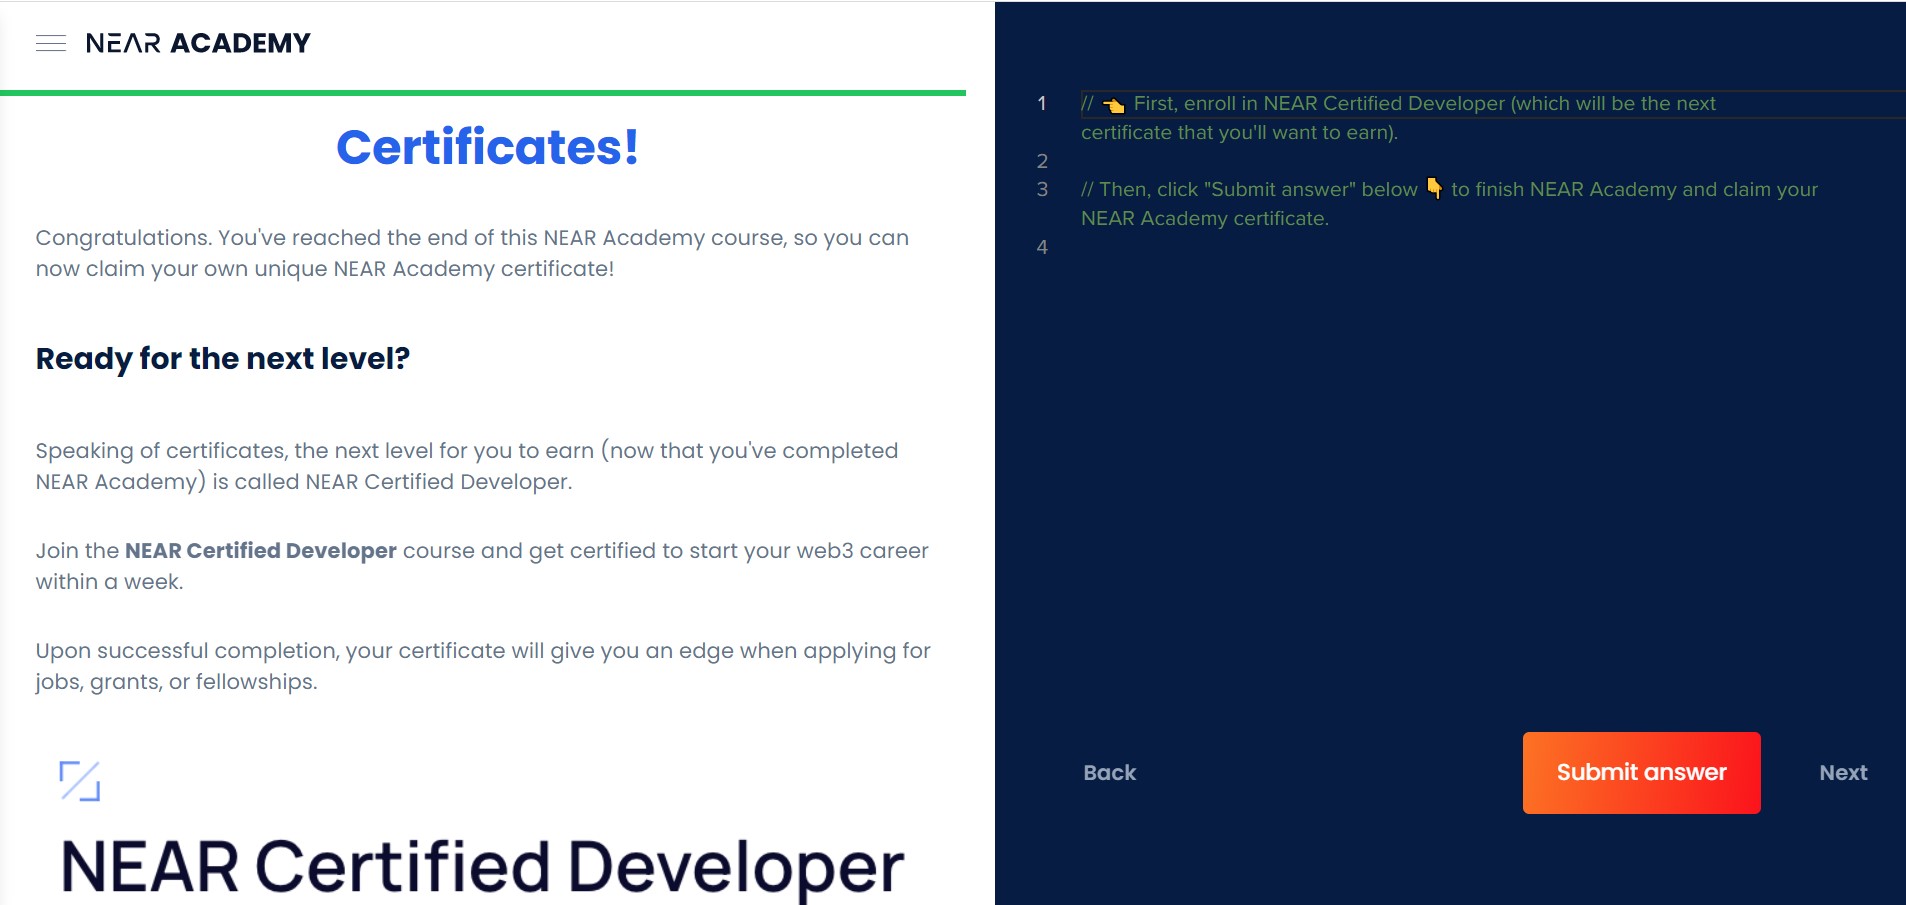 NEAR ACADEMY
Certificates!
Congratulations. You've reached the end of this NEAR Academy course, so you can
now claim your own unique NEAR Academy certificate!
Ready for the next level?
Speaking of certificates, the next level for you to earn (now that you've completed
NEAR Academy) is called NEAR Certified Developer.
Join the NEAR Certified Developer course and get certified to start your web3 career
within a week.
Upon successful completion, your certificate will give you an edge when applying for
jobs, grants, or fellowships.
NEAR Certified Developer
1 // 👈 First, enroll in NEAR Certified Developer (which will be the next
certificate that you'll want to earn).
2
3 // Then, click "Submit answer" below 👇 to finish NEAR Academy and claim your
NEAR Academy certificate.
4
Back
Submit answer
Next